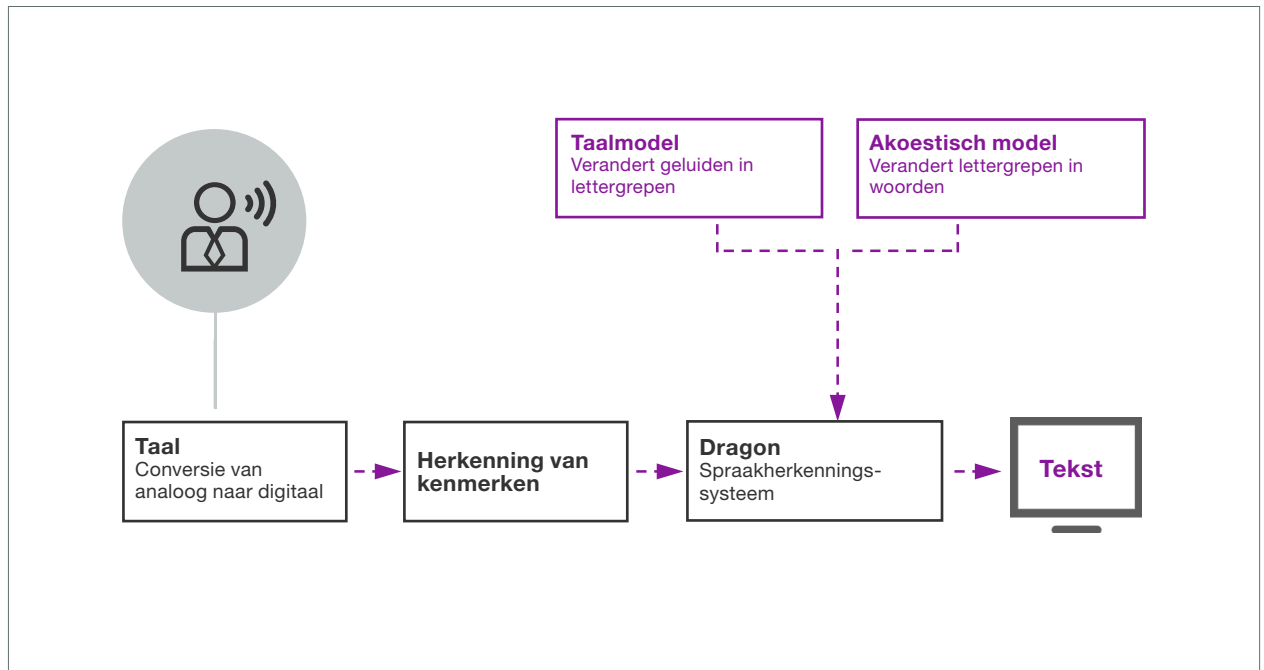 Taalmodel
Verandert geluiden in
lettergrepen
Akoestisch model
Verandert lettergrepen in
woorden
Taal
Conversie van
analoog naar digitaal
Herkenning van
kenmerken
Dragon
Spraakherkennings-
systeem
Tekst